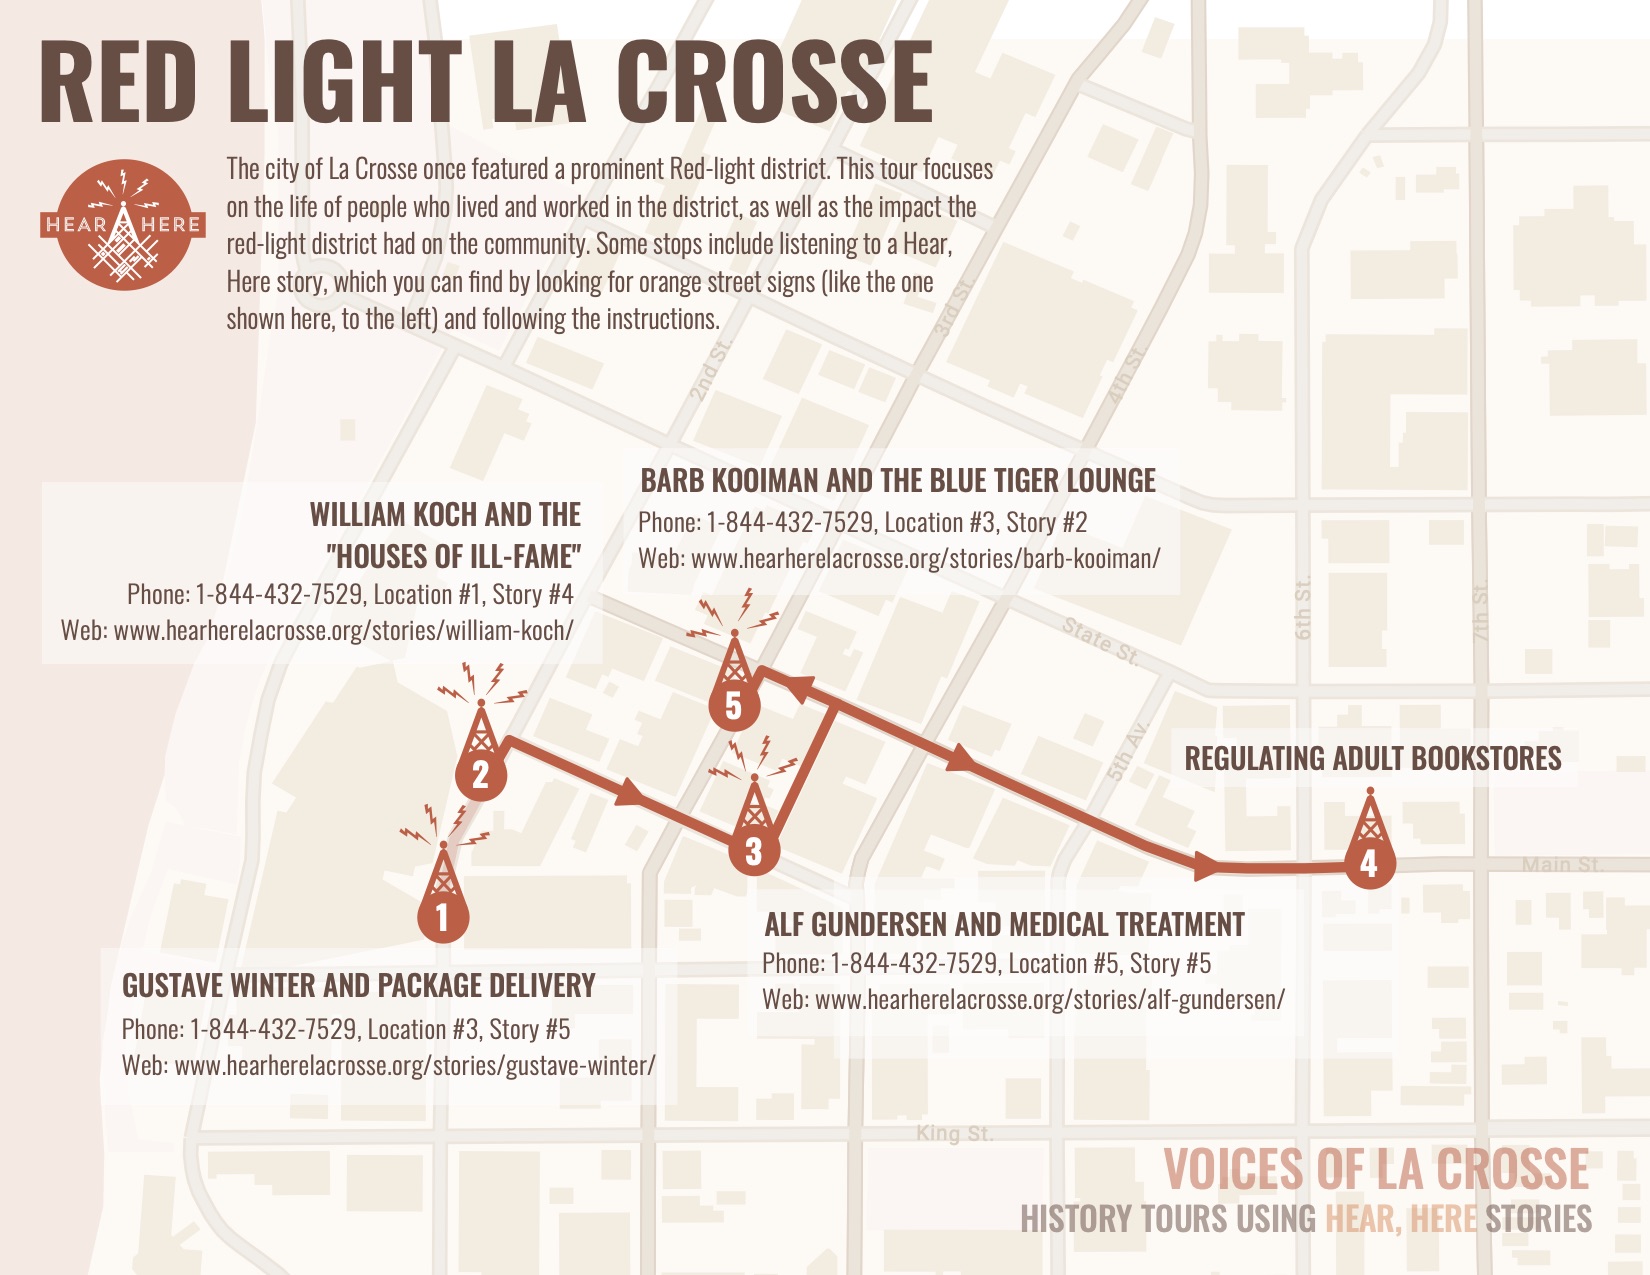 RED LIGHT LA CROSSE
HEAR HERE
The city of La Crosse once featured a prominent Red-light district. This tour focuses
on the life of people who lived and worked in the district, as well as the impact the
red-light district had on the community. Some stops include listening to a Hear,
Here story, which you can find by looking for orange street signs (like the one
shown here, to the left) and following the instructions.
3rd St.
2nd St.
4th St.
BARB KOOIMAN AND THE BLUE TIGER LOUNGE
Phone: 1-844-432-7529, Location #3, Story #2
Web: www.hearherelacrosse.org/stories/barb-kooiman/
WILLIAM KOCH AND THE
"HOUSES OF ILL-FAME"
Phone: 1-844-432-7529, Location #1, Story #4
Web: www.hearherelacrosse.org/stories/william-koch/
6th St.
7th St.
State St.
5
2
5th Av.
REGULATING ADULT BOOKSTORES
3
4
Main St.
1
ALF GUNDERSEN AND MEDICAL TREATMENT
Phone: 1-844-432-7529, Location #5, Story #5
Web: www.hearherelacrosse.org/stories/alf-gundersen/
GUSTAVE WINTER AND PACKAGE DELIVERY
Phone: 1-844-432-7529, Location #3, Story #5
Web: www.hearherelacrosse.org/stories/gustave-winter/
King St.
VOICES OF LA CROSSE
HISTORY TOURS USING HEAR, HERE STORIES